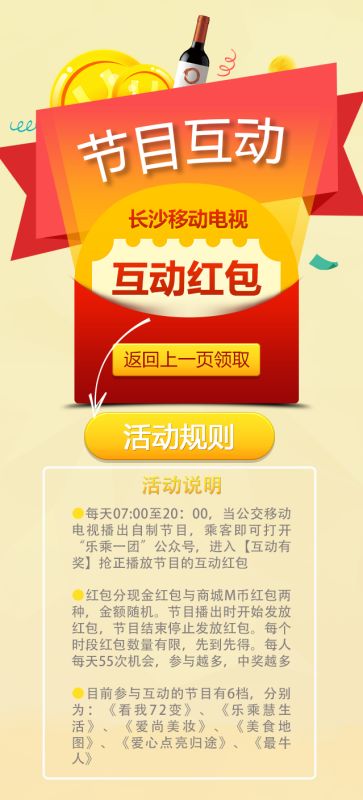 节目互动
长沙移动电视
互动红包
返回上一页领取
活动规则
活动说明
●每天07:00至20：00，当公交移动
电视播出自制节目，乘客即可打开
“乐乘一团”公众号，进入【互动有
奖】抢正播放节目的互动红包
●红包分现金红包与商城M币红包两
种，金额随机。节目播出时开始发放
红包，节目结束停止发放红包。每个
时段红包数量有限，先到先得。每人
每天55次机会，参与越多，中奖越多
●目前参与互动的节目有6档，分别
为：《看我72变》、《乐乘慧生
活》、《爱尚美妆》、《美食地
图》、《爱心点亮归途》、《最牛
人》